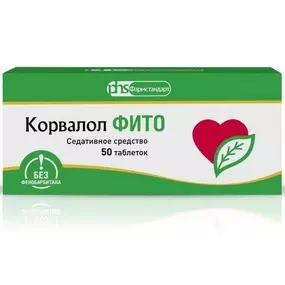 phs Фармстандарт
Корвалол ФИТО
Седативное средство
50 таблеток
БЕЗ
ФЕНОБАРБИТАЛА